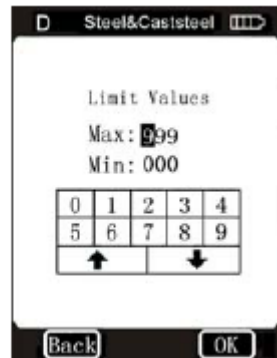 D Steel&Caststeel
Limit Values
Max: 999
Min: 000
0 1 2 3 4
5 6 7 8 9
Back OK